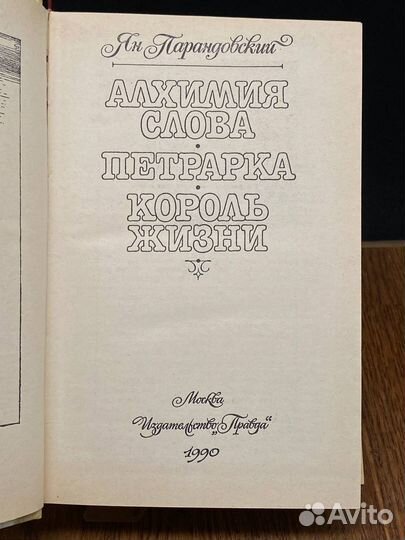 Ян Парандовский
АЛХИМИЯ
СЛОВА
•
ПЕТРАРКА
•
КОРОЛЬ
ЖИЗНИ
Москва
Издательство „Правда“
1990
Avito